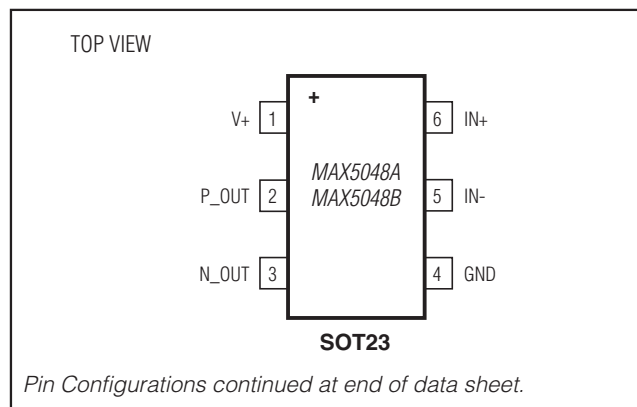 TOP VIEW
+
V+ 1
6 IN+
MAX5048A
MAX5048B
P_OUT 2
5 IN-
N_OUT 3
4 GND
SOT23
Pin Configurations continued at end of data sheet.